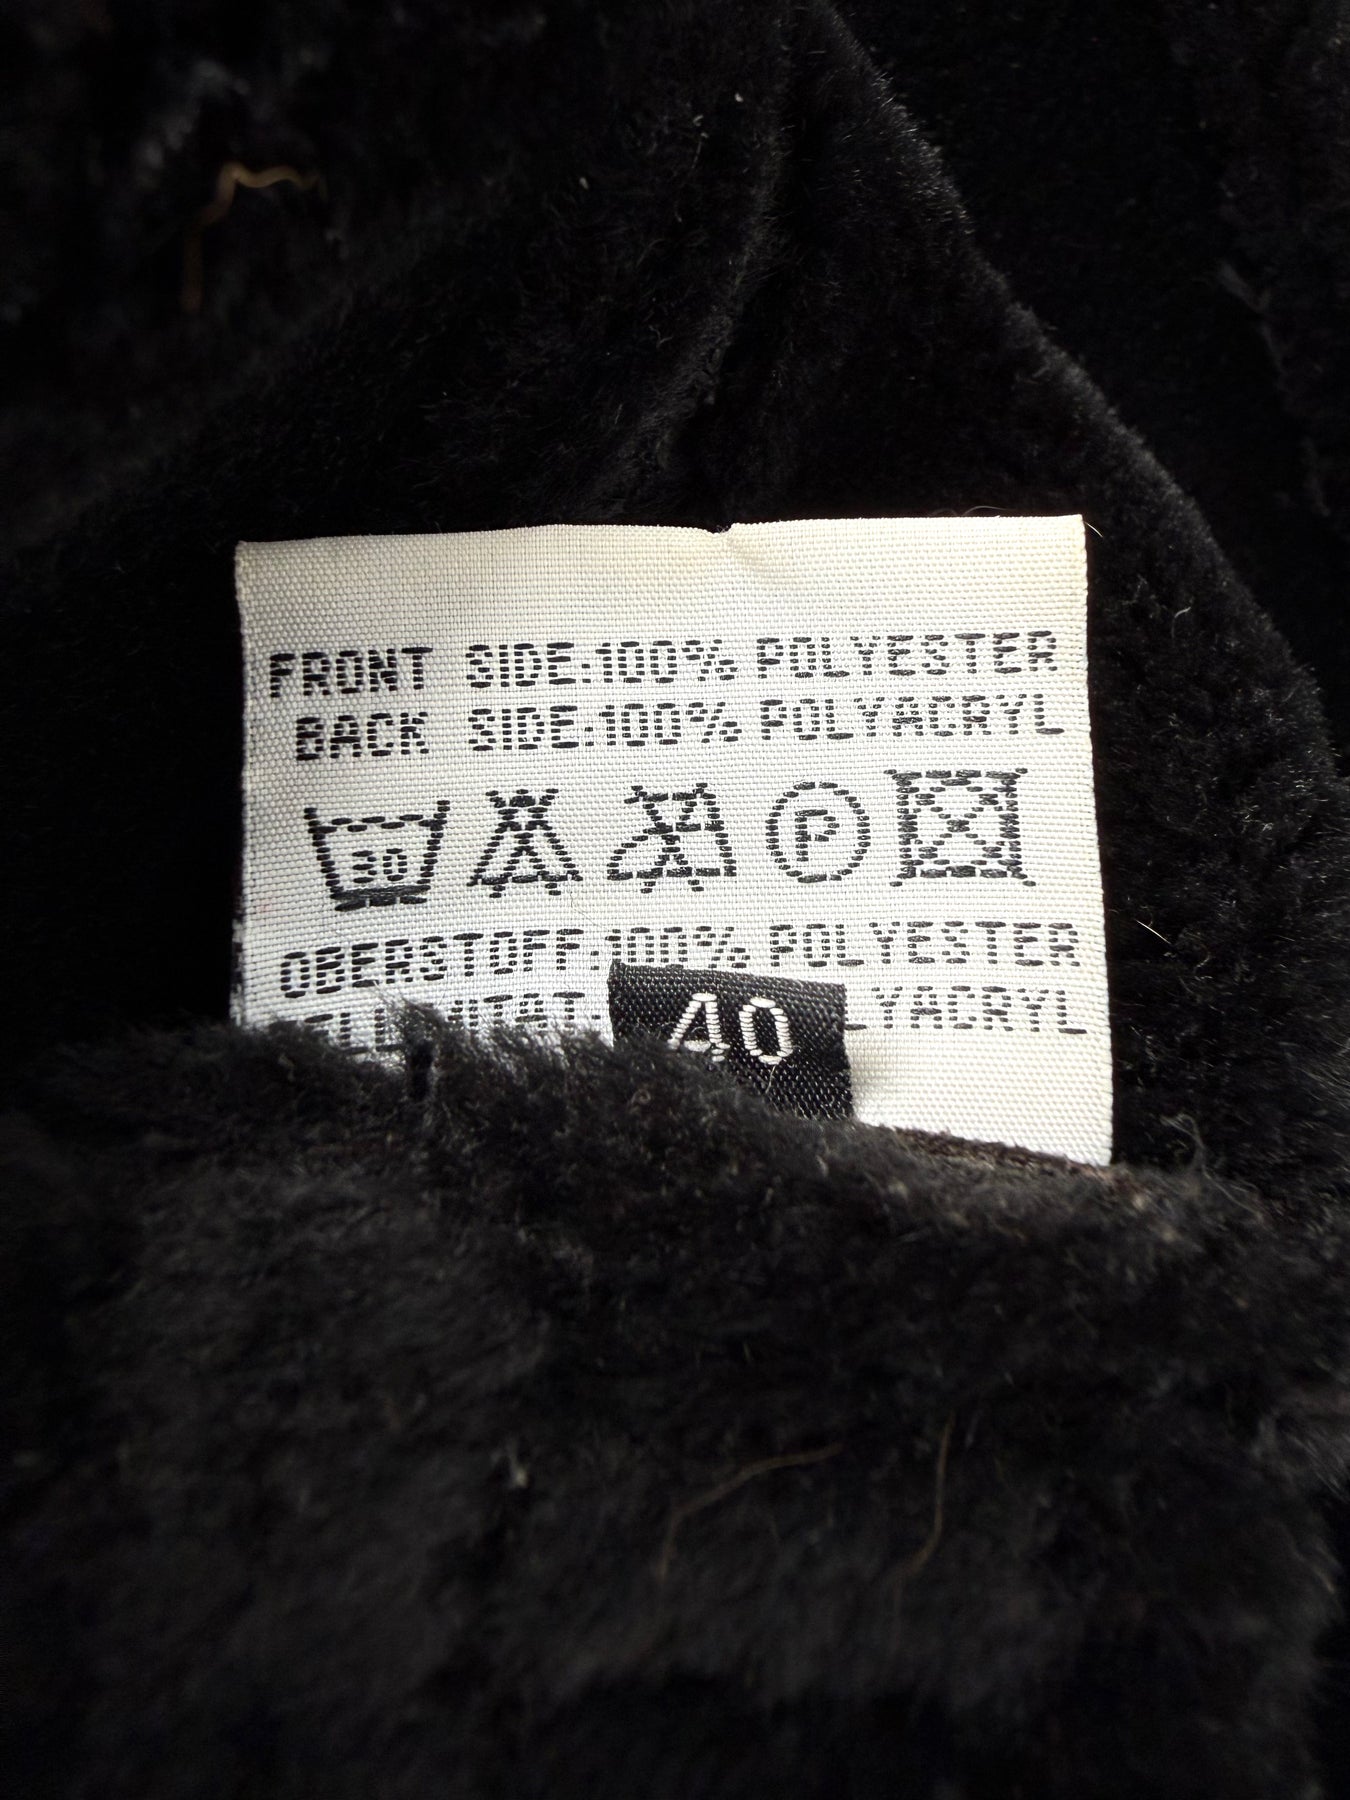 FRONT SIDE:100% POLYESTER
BACK SIDE:100% POLYACRYL
30 P
OBERSTOFF:100% POLYESTER
40